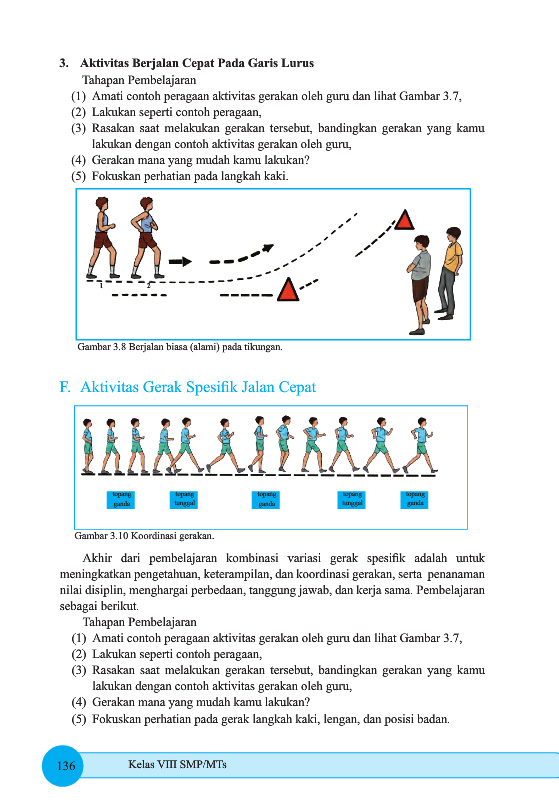 3. Aktivitas Berjalan Cepat Pada Garis Lurus
Tahapan Pembelajaran
(1) Amati contoh peragaan aktivitas gerakan oleh guru dan lihat Gambar 3.7,
(2) Lakukan seperti contoh peragaan,
(3) Rasakan saat melakukan gerakan tersebut, bandingkan gerakan yang kamu
lakukan dengan contoh aktivitas gerakan oleh guru,
(4) Gerakan mana yang mudah kamu lakukan?
(5) Fokuskan perhatian pada langkah kaki.
1 2
Gambar 3.8 Berjalan biasa (alami) pada tikungan.
F. Aktivitas Gerak Spesifik Jalan Cepat
topang topang topang topang topang
ganda tunggal ganda tunggal ganda
Gambar 3.10 Koordinasi gerakan.
Akhir dari pembelajaran kombinasi variasi gerak spesifik adalah untuk
meningkatkan pengetahuan, keterampilan, dan koordinasi gerakan, serta penanaman
nilai disiplin, menghargai perbedaan, tanggung jawab, dan kerja sama. Pembelajaran
sebagai berikut.
Tahapan Pembelajaran
(1) Amati contoh peragaan aktivitas gerakan oleh guru dan lihat Gambar 3.7,
(2) Lakukan seperti contoh peragaan,
(3) Rasakan saat melakukan gerakan tersebut, bandingkan gerakan yang kamu
lakukan dengan contoh aktivitas gerakan oleh guru,
(4) Gerakan mana yang mudah kamu lakukan?
(5) Fokuskan perhatian pada gerak langkah kaki, lengan, dan posisi badan.
136 Kelas VIII SMP/MTs